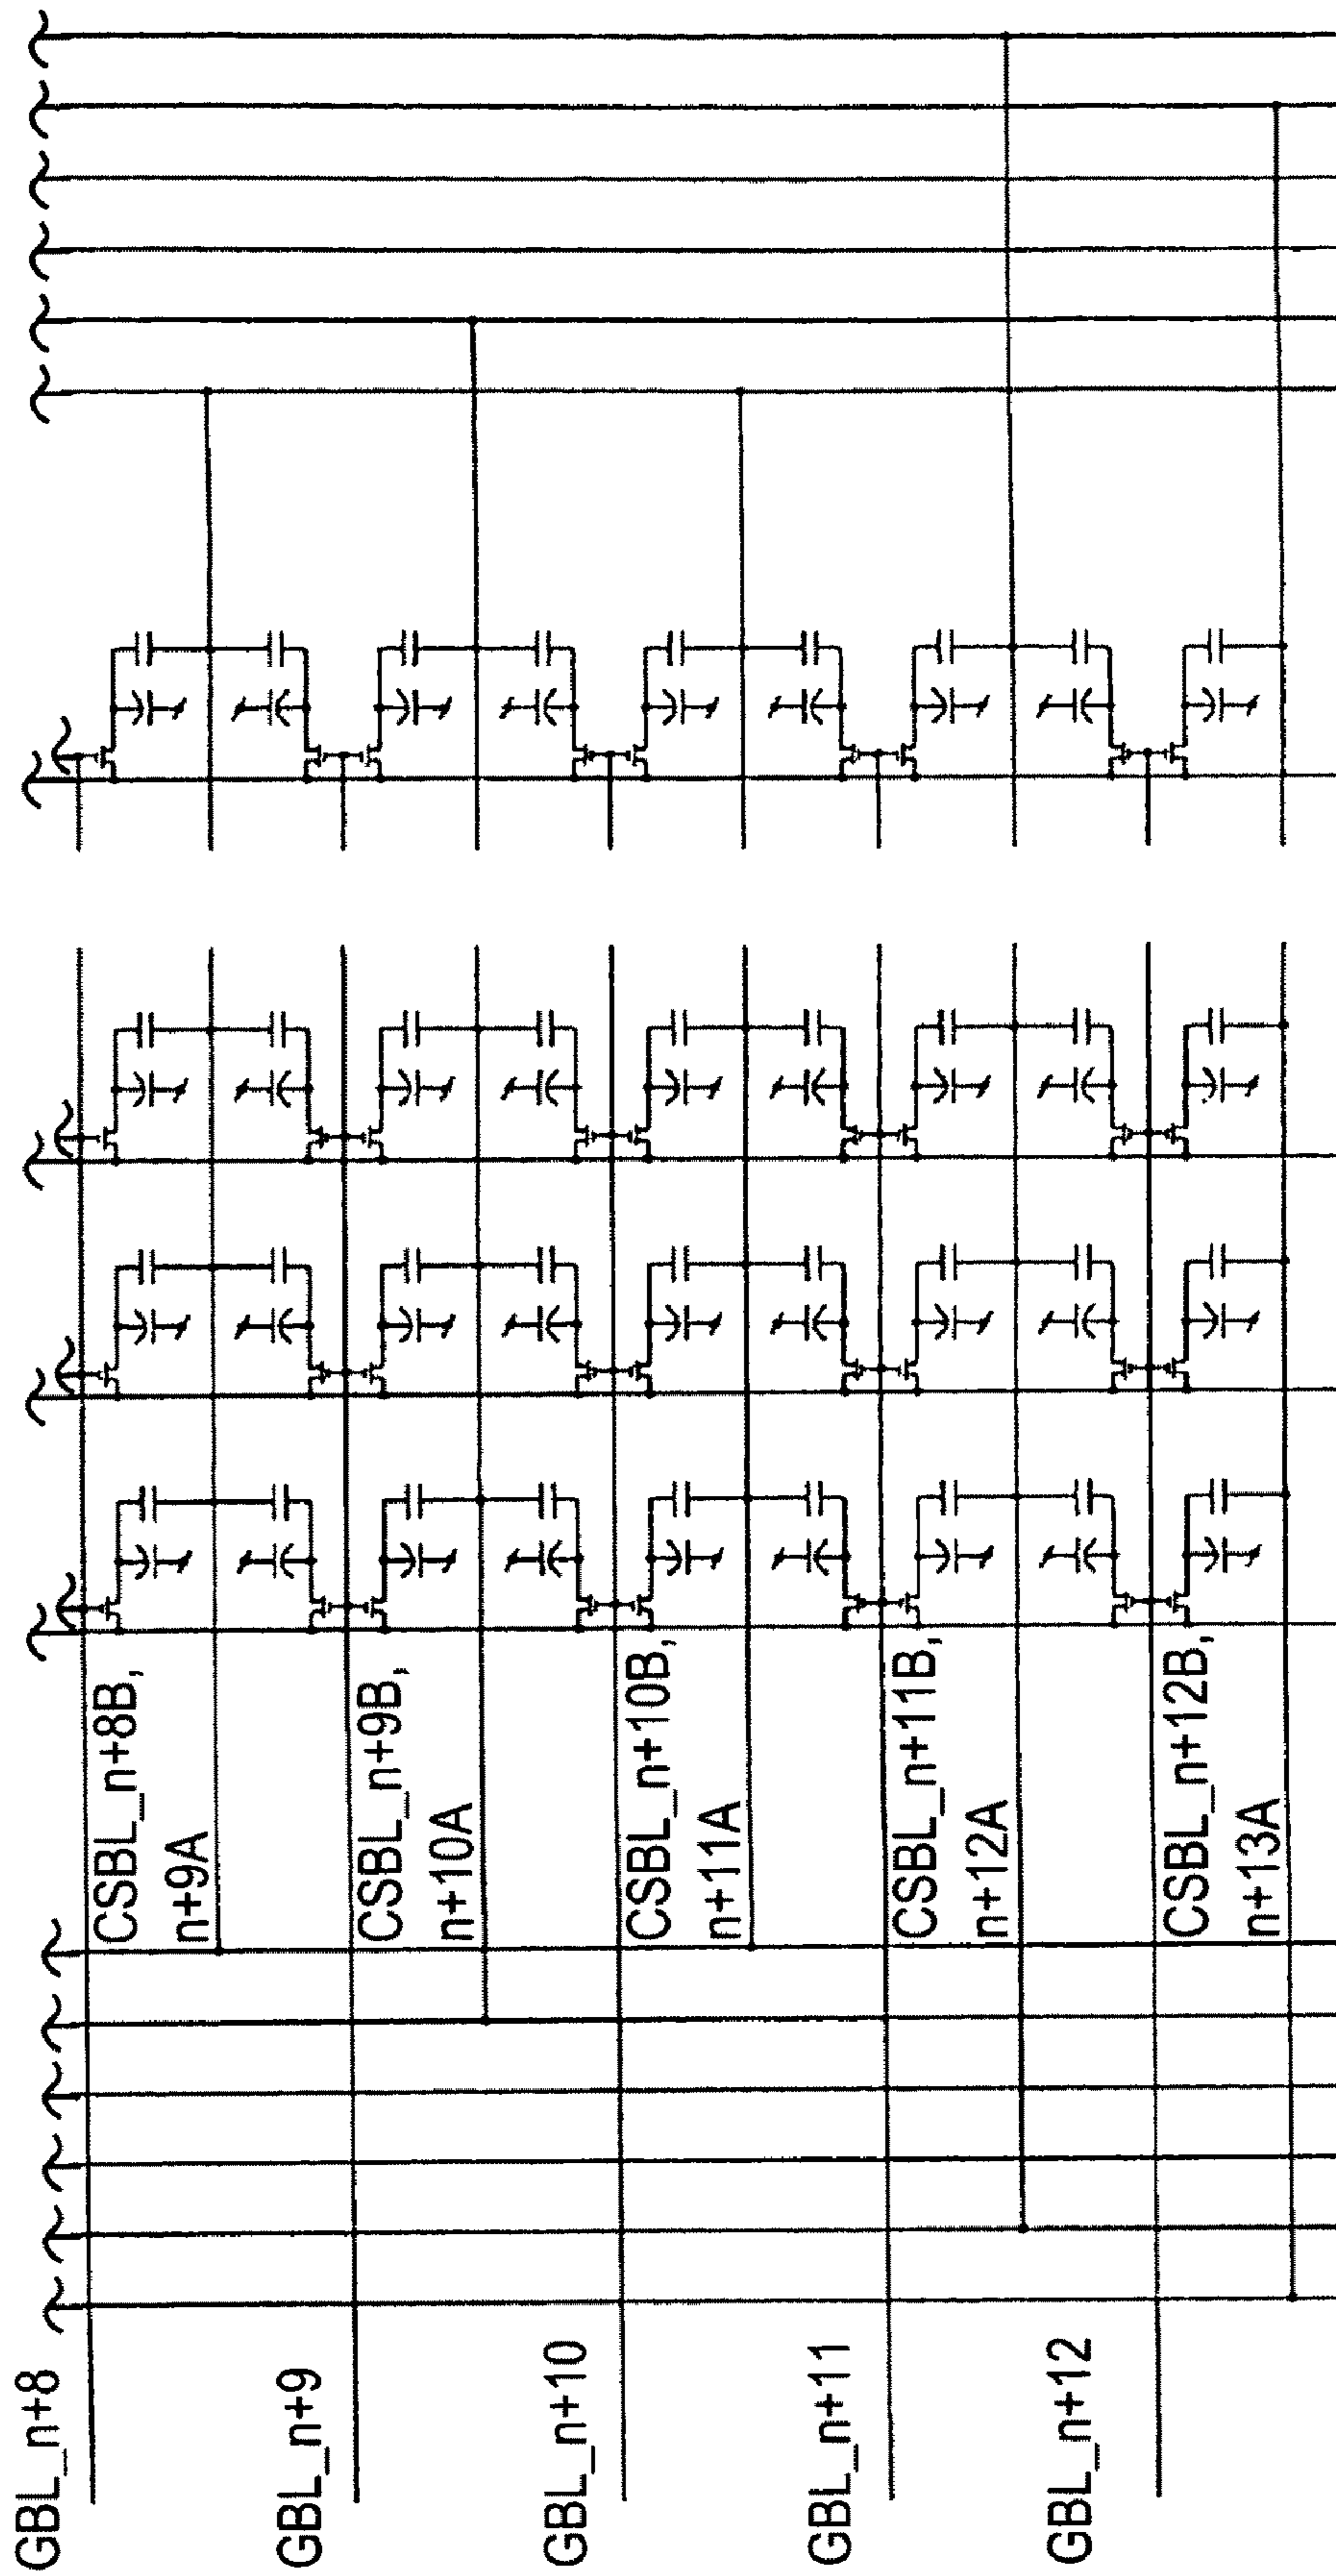 GBL_n+8
CSBL_n+8B,
n+9A
GBL_n+9
CSBL_n+9B,
n+10A
GBL_n+10
CSBL_n+10B,
n+11A
GBL_n+11
CSBL_n+11B,
n+12A
GBL_n+12
CSBL_n+12B,
n+13A